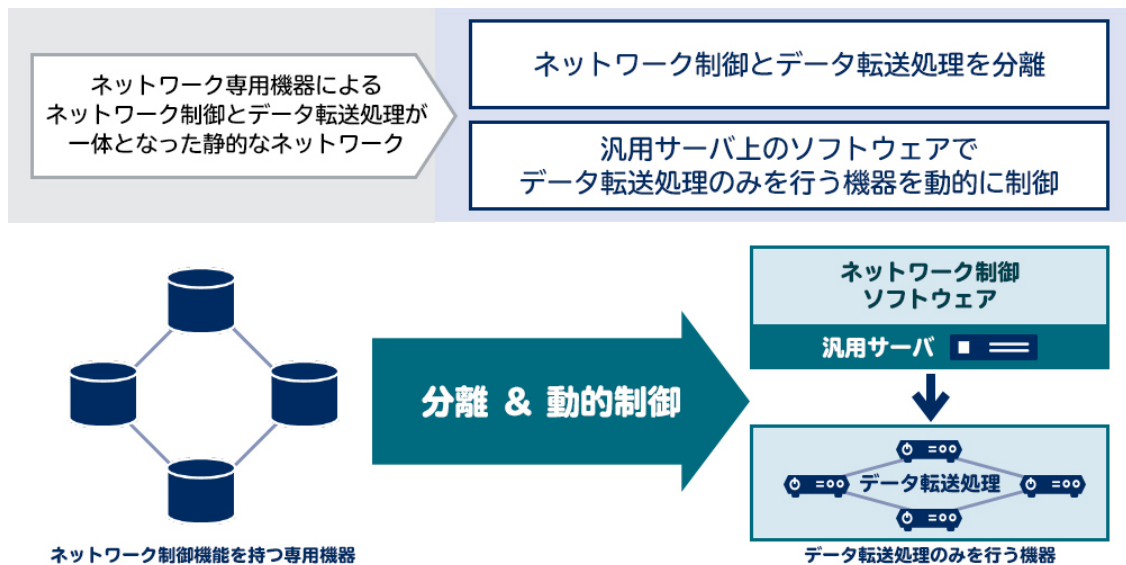 ネットワーク専用機器による
ネットワーク制御とデータ転送処理が
一体となった静的なネットワーク
ネットワーク制御とデータ転送処理を分離
汎用サーバ上のソフトウェアで
データ転送処理のみを行う機器を動的に制御
ネットワーク制御機能を持つ専用機器
分離 & 動的制御
ネットワーク制御
ソフトウェア
汎用サーバ
データ転送処理
データ転送処理のみを行う機器